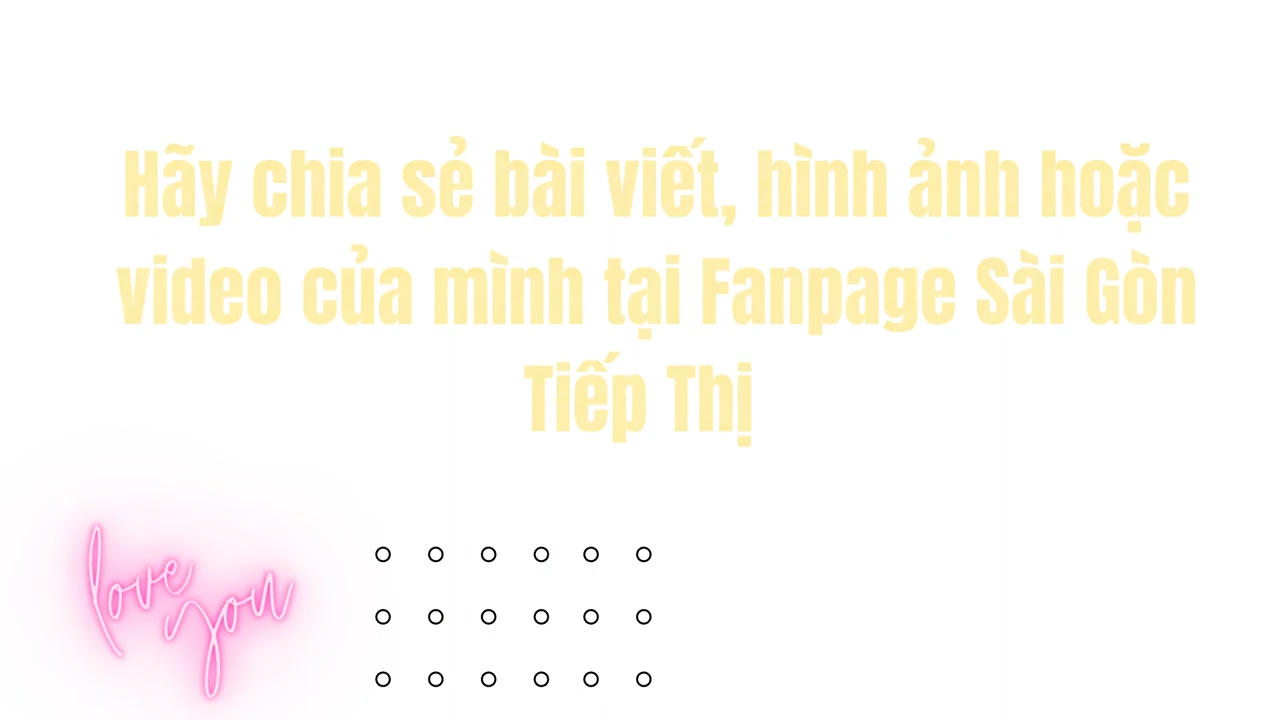 Hãy chia sẻ bài viết, hình ảnh hoặc
video của mình tại Fanpage Sài Gòn
Tiếp Thị
love
you